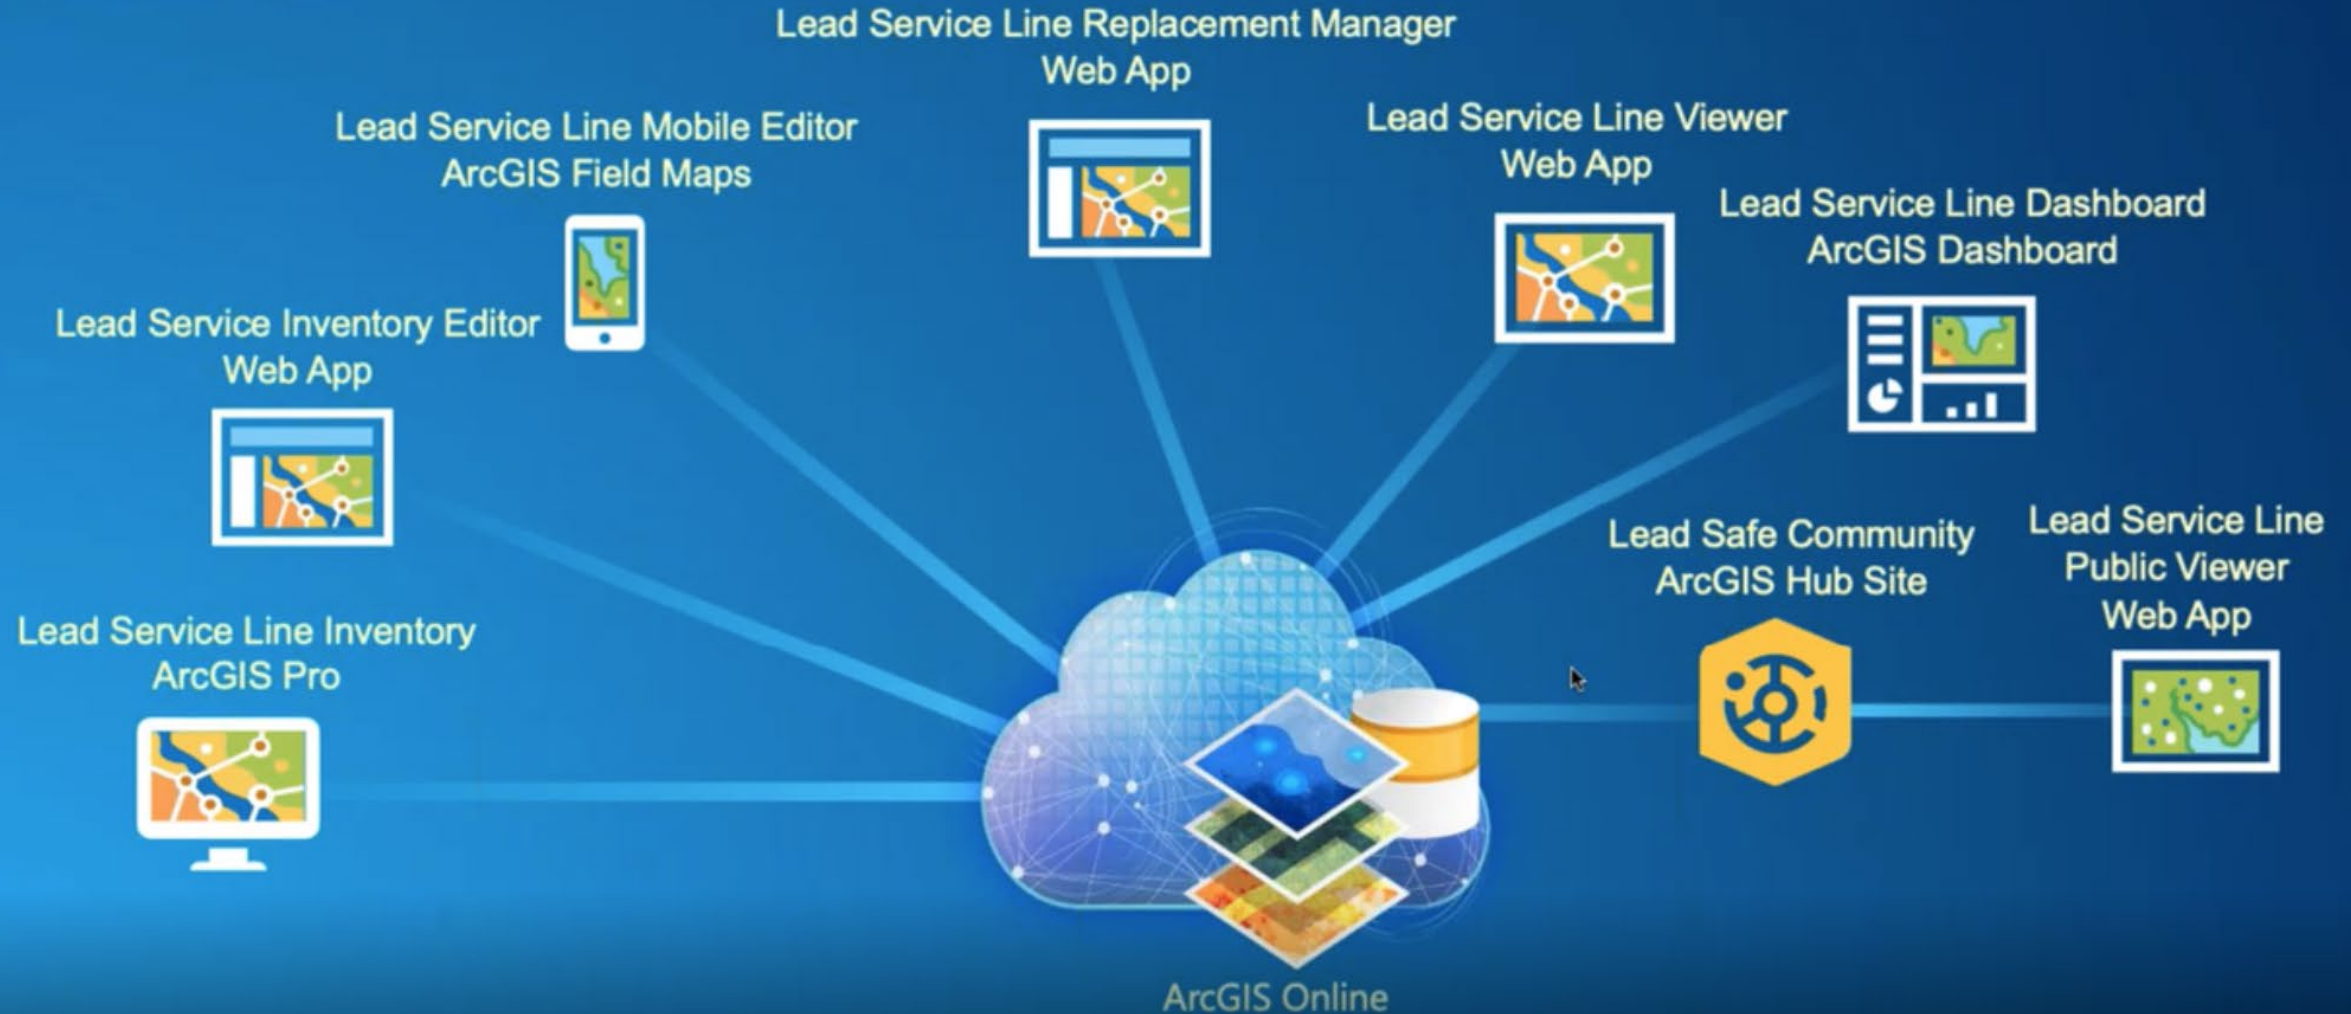 Lead Service Line Replacement Manager
Web App
Lead Service Line Mobile Editor
ArcGIS Field Maps
Lead Service Line Viewer
Web App
Lead Service Line Dashboard
ArcGIS Dashboard
Lead Service Inventory Editor
Web App
Lead Safe Community
ArcGIS Hub Site
Lead Service Line
Public Viewer
Web App
Lead Service Line Inventory
ArcGIS Pro
ArcGIS Online